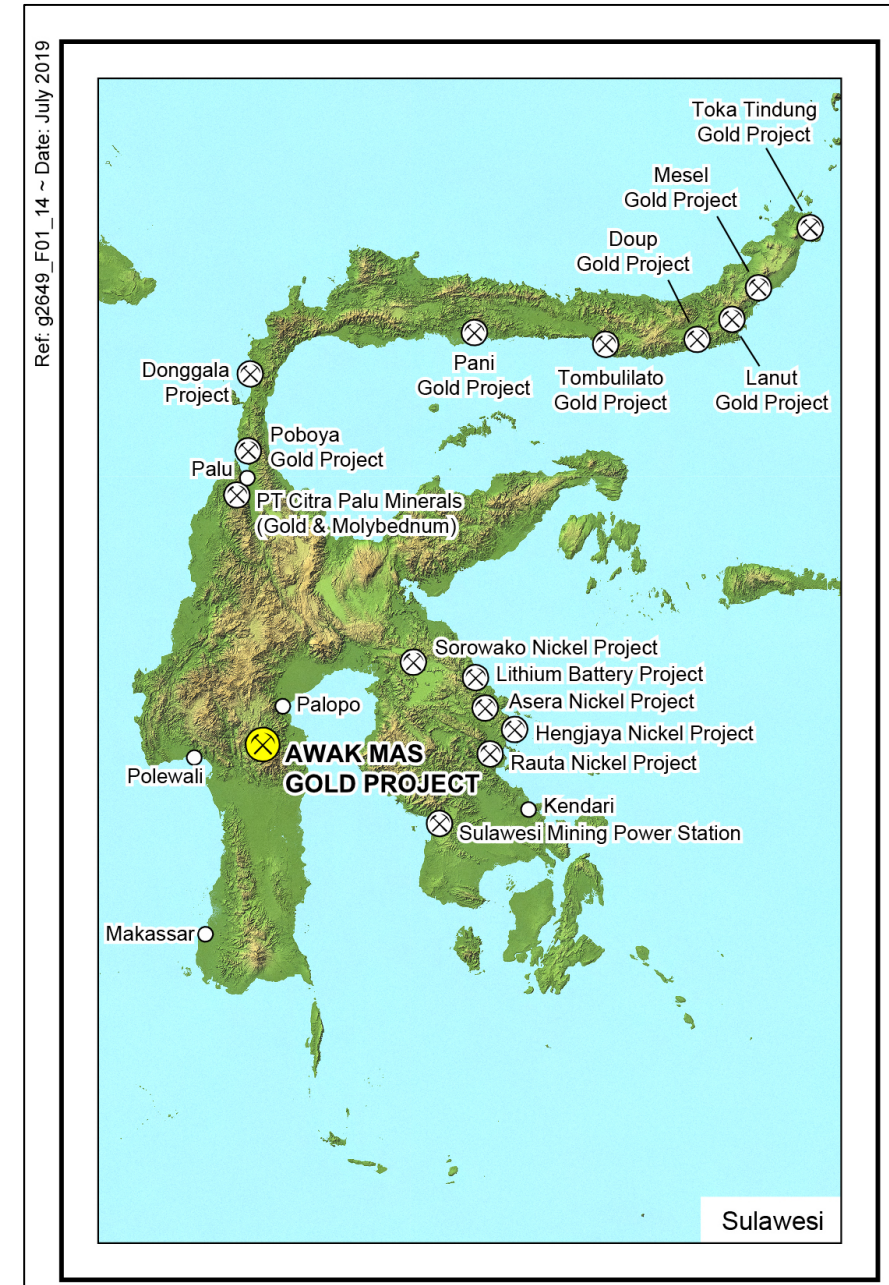 Ref: g2649_F01_14 ~ Date: July 2019
Toka Tindung
Gold Project
Mesel
Gold Project
Doup
Gold Project
Donggala
Project
Pani
Gold Project
Tombulilato
Gold Project
Lanut
Gold Project
Poboya
Gold Project
Palu
PT Citra Palu Minerals
(Gold & Molybednum)
Sorowako Nickel Project
Lithium Battery Project
Asera Nickel Project
Palopo
Hengjaya Nickel Project
AWAK MAS
GOLD PROJECT
Rauta Nickel Project
Polewali
Kendari
Sulawesi Mining Power Station
Makassar
Sulawesi